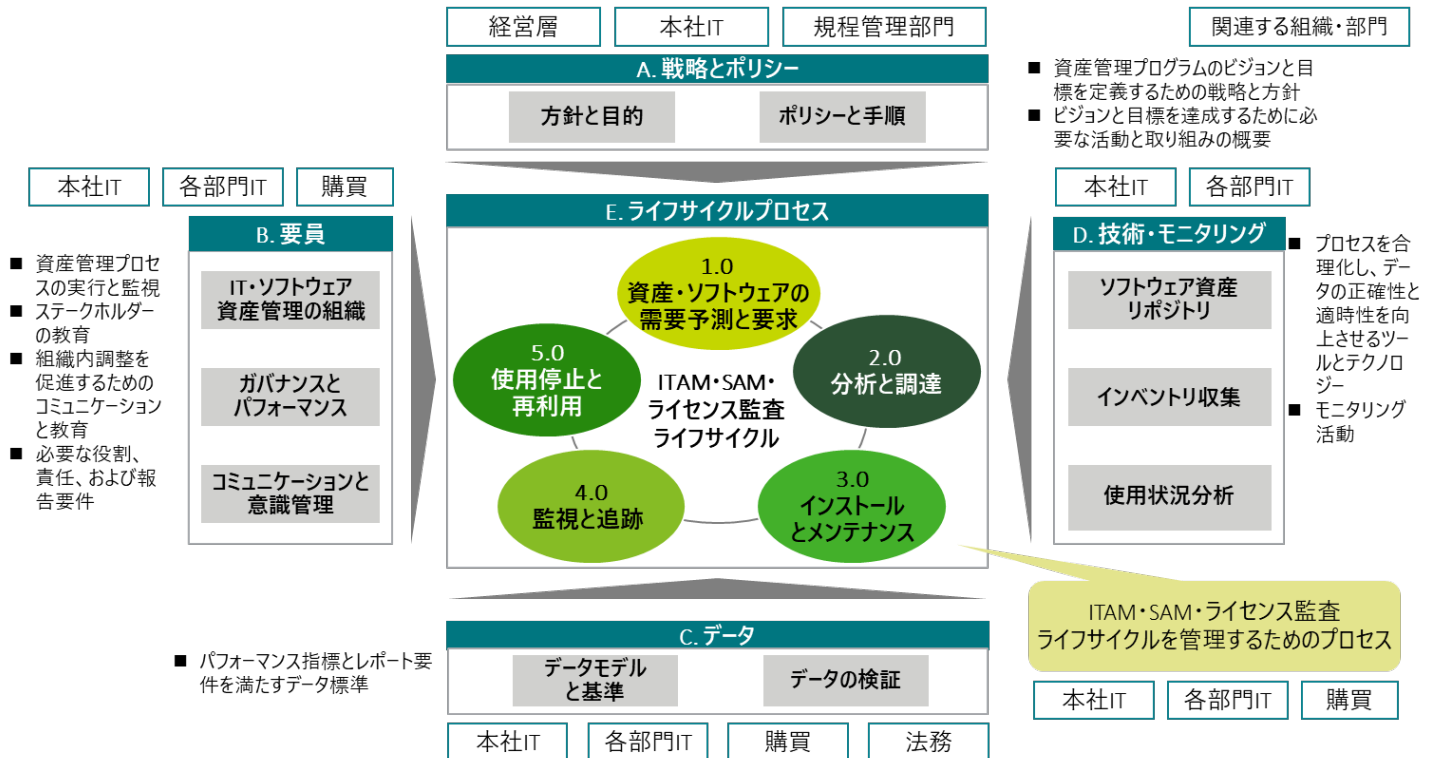 経営層
本社IT
規程管理部門
関連する組織・部門
A. 戦略とポリシー
方針と目的
ポリシーと手順
■ 資産管理プログラムのビジョンと目
標を定義するための戦略と方針
■ ビジョンと目標を達成するために必
要な活動と取り組みの概要
本社IT
各部門IT
購買
B. 要員
■ 資産管理プロセ
スの実行と監視
■ ステークホルダー
の教育
■ 組織内調整を
促進するための
コミュニケーション
と教育
■ 必要な役割、
責任、および報
告要件
IT・ソフトウェア
資産管理の組織
ガバナンスと
パフォーマンス
コミュニケーションと
意識管理
E. ライフサイクルプロセス
1.0
資産・ソフトウェアの
需要予測と要求
2.0
分析と調達
3.0
インストール
とメンテナンス
4.0
監視と追跡
5.0
使用停止と
再利用
ITAM・SAM・
ライセンス監査
ライフサイクル
本社IT
各部門IT
D. 技術・モニタリング
ソフトウェア資産
リポジトリ
インベントリ収集
使用状況分析
■ プロセスを合
理化し、デー
タの正確性と
適時性を向
上させるツー
ルとテクノロ
ジー
■ モニタリング
活動
ITAM・SAM・ライセンス監査
ライフサイクルを管理するためのプロセス
本社IT
各部門IT
購買
C. データ
■ パフォーマンス指標とレポート要
件を満たすデータ標準
データモデル
と基準
データの検証
本社IT
各部門IT
購買
法務